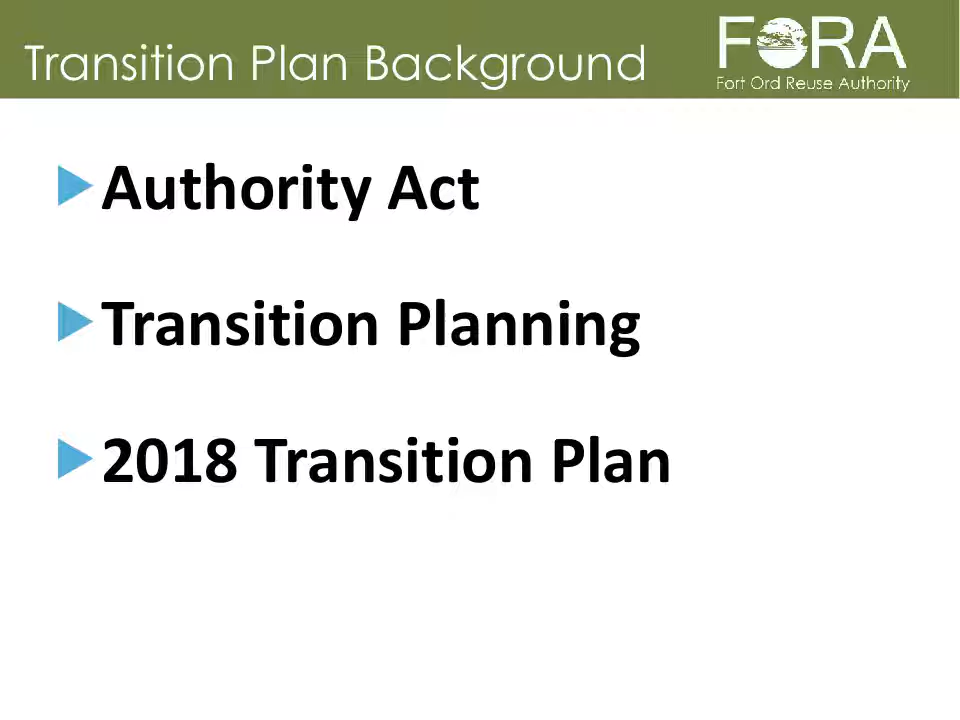 Transition Plan Background
FORA
Fort Ord Reuse Authority
Authority Act
Transition Planning
2018 Transition Plan